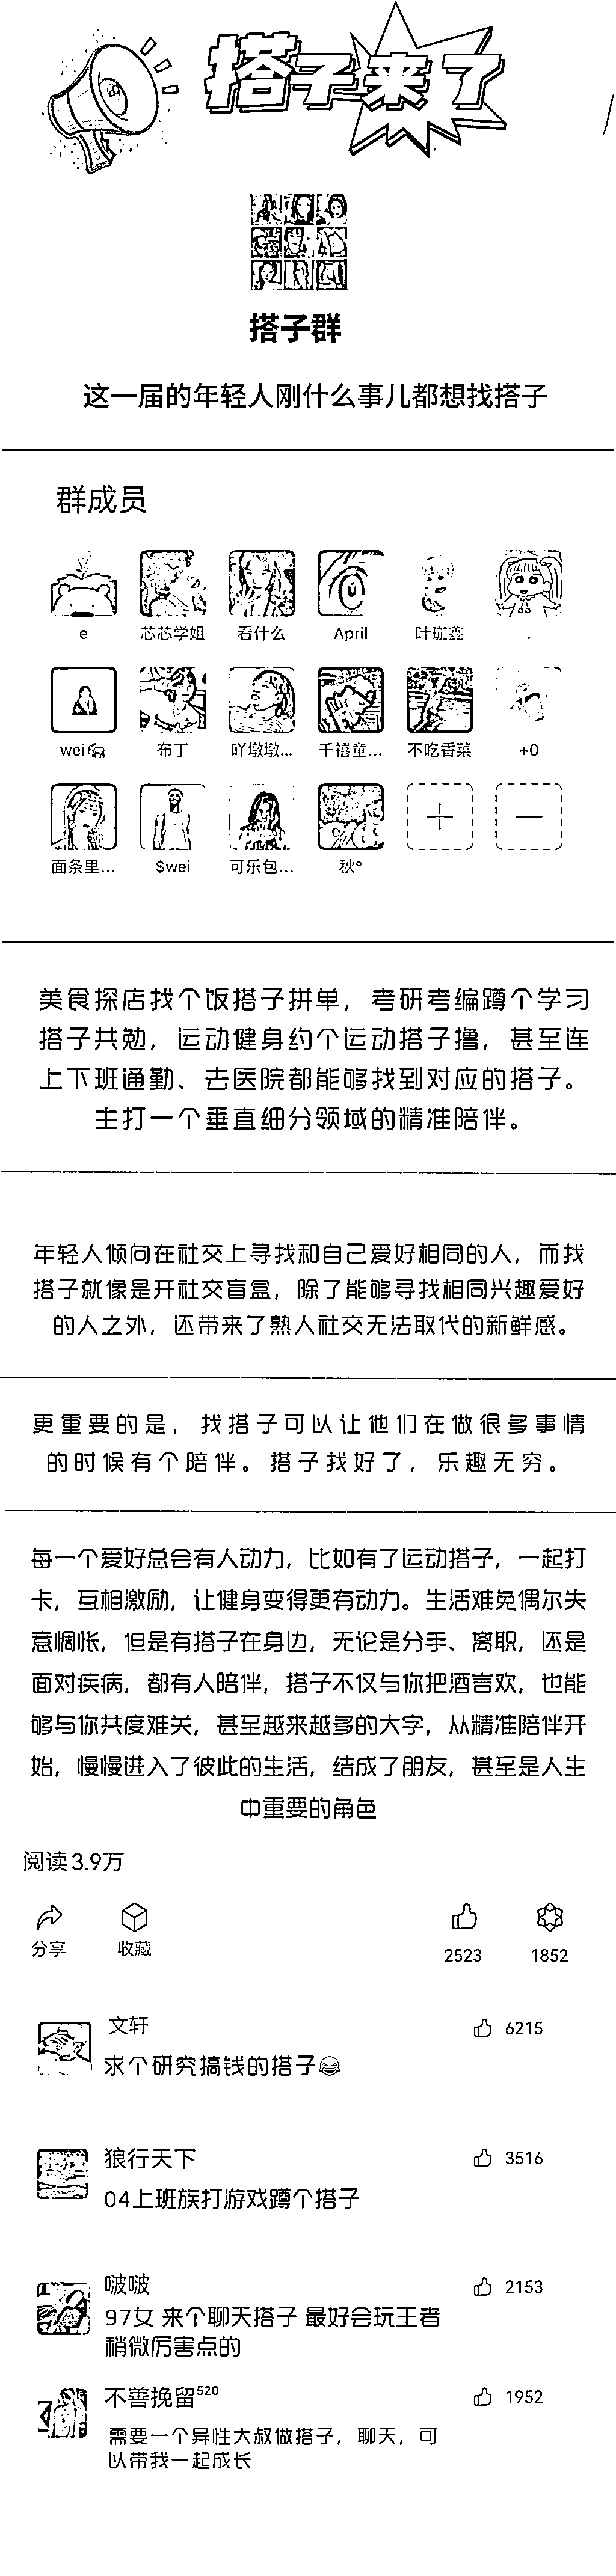 搭子来了
搭子群
这一届的年轻人刚什么事儿都想找搭子
群成员
e 芯芯学姐 看什么 April 叶珈鑫 .
wei 布丁 吖墩墩... 千禧童... 不吃香菜 +0
面条里... $wei 可乐包... 秋°
美食探店找个饭搭子拼单，考研考编蹲个学习
搭子共勉，运动健身约个运动搭子撸，甚至连
上下班通勤、去医院都能够找到对应的搭子。
主打一个垂直细分领域的精准陪伴。
年轻人倾向在社交上寻找和自己爱好相同的人，而找
搭子就像是开社交盲盒，除了能够寻找相同兴趣爱好
的人之外，还带来了熟人社交无法取代的新鲜感。
更重要的是，找搭子可以让他们在做很多事情
的时候有个陪伴。搭子找好了，乐趣无穷。
每一个爱好总会有人动力，比如有了运动搭子，一起打
卡，互相激励，让健身变得更有动力。生活难免偶尔失
意惆怅，但是有搭子在身边，无论是分手、离职，还是
面对疾病，都有人陪伴，搭子不仅与你把酒言欢，也能
够与你共度难关，甚至越来越多的大字，从精准陪伴开
始，慢慢进入了彼此的生活，结成了朋友，甚至是人生
中重要的角色
阅读3.9万
分享 收藏 2523 1852
文轩 6215
求个研究搞钱的搭子😂
狼行天下 3516
04上班族打游戏蹲个搭子
啵啵 2153
97女 来个聊天搭子 最好会玩王者
稍微厉害点的
不善挽留520 1952
需要一个异性大叔做搭子，聊天，可
以带我一起成长